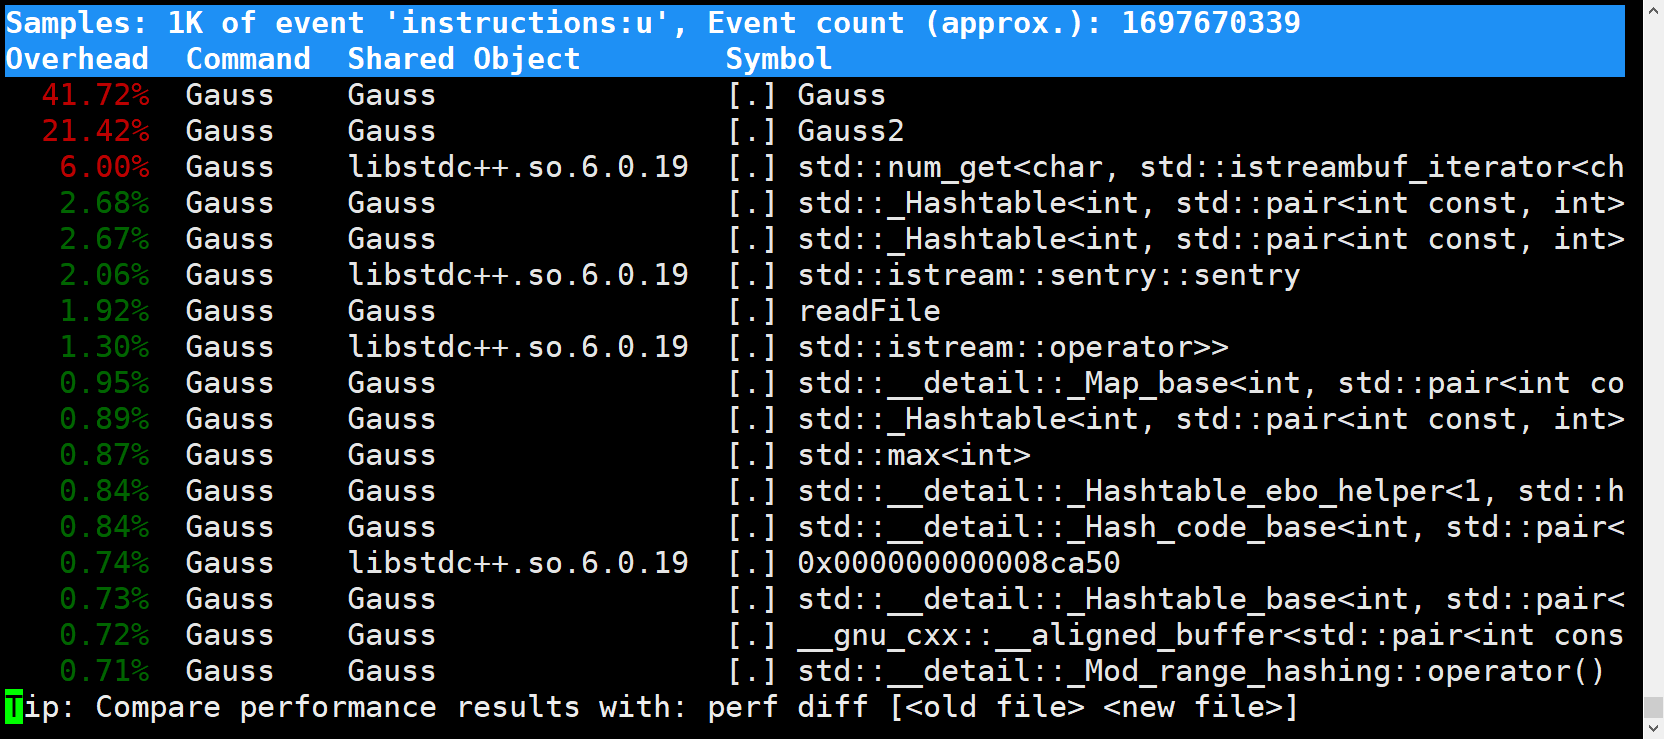 Samples: 1K of event 'instructions:u', Event count (approx.): 1697670339
Overhead  Command  Shared Object        Symbol
  41.72%  Gauss    Gauss                [.] Gauss
  21.42%  Gauss    Gauss                [.] Gauss2
   6.00%  Gauss    libstdc++.so.6.0.19  [.] std::num_get<char, std::istreambuf_iterator<ch
   2.68%  Gauss    Gauss                [.] std::_Hashtable<int, std::pair<int const, int>
   2.67%  Gauss    Gauss                [.] std::_Hashtable<int, std::pair<int const, int>
   2.06%  Gauss    libstdc++.so.6.0.19  [.] std::istream::sentry::sentry
   1.92%  Gauss    Gauss                [.] readFile
   1.30%  Gauss    libstdc++.so.6.0.19  [.] std::istream::operator>>
   0.95%  Gauss    Gauss                [.] std::__detail::_Map_base<int, std::pair<int co
   0.89%  Gauss    Gauss                [.] std::_Hashtable<int, std::pair<int const, int>
   0.87%  Gauss    Gauss                [.] std::max<int>
   0.84%  Gauss    Gauss                [.] std::__detail::_Hashtable_ebo_helper<1, std::h
   0.84%  Gauss    Gauss                [.] std::__detail::_Hash_code_base<int, std::pair<
   0.74%  Gauss    libstdc++.so.6.0.19  [.] 0x000000000008ca50
   0.73%  Gauss    Gauss                [.] std::__detail::_Hashtable_base<int, std::pair<
   0.72%  Gauss    Gauss                [.] __gnu_cxx::__aligned_buffer<std::pair<int cons
   0.71%  Gauss    Gauss                [.] std::__detail::_Mod_range_hashing::operator()
Tip: Compare performance results with: perf diff [<old file> <new file>]